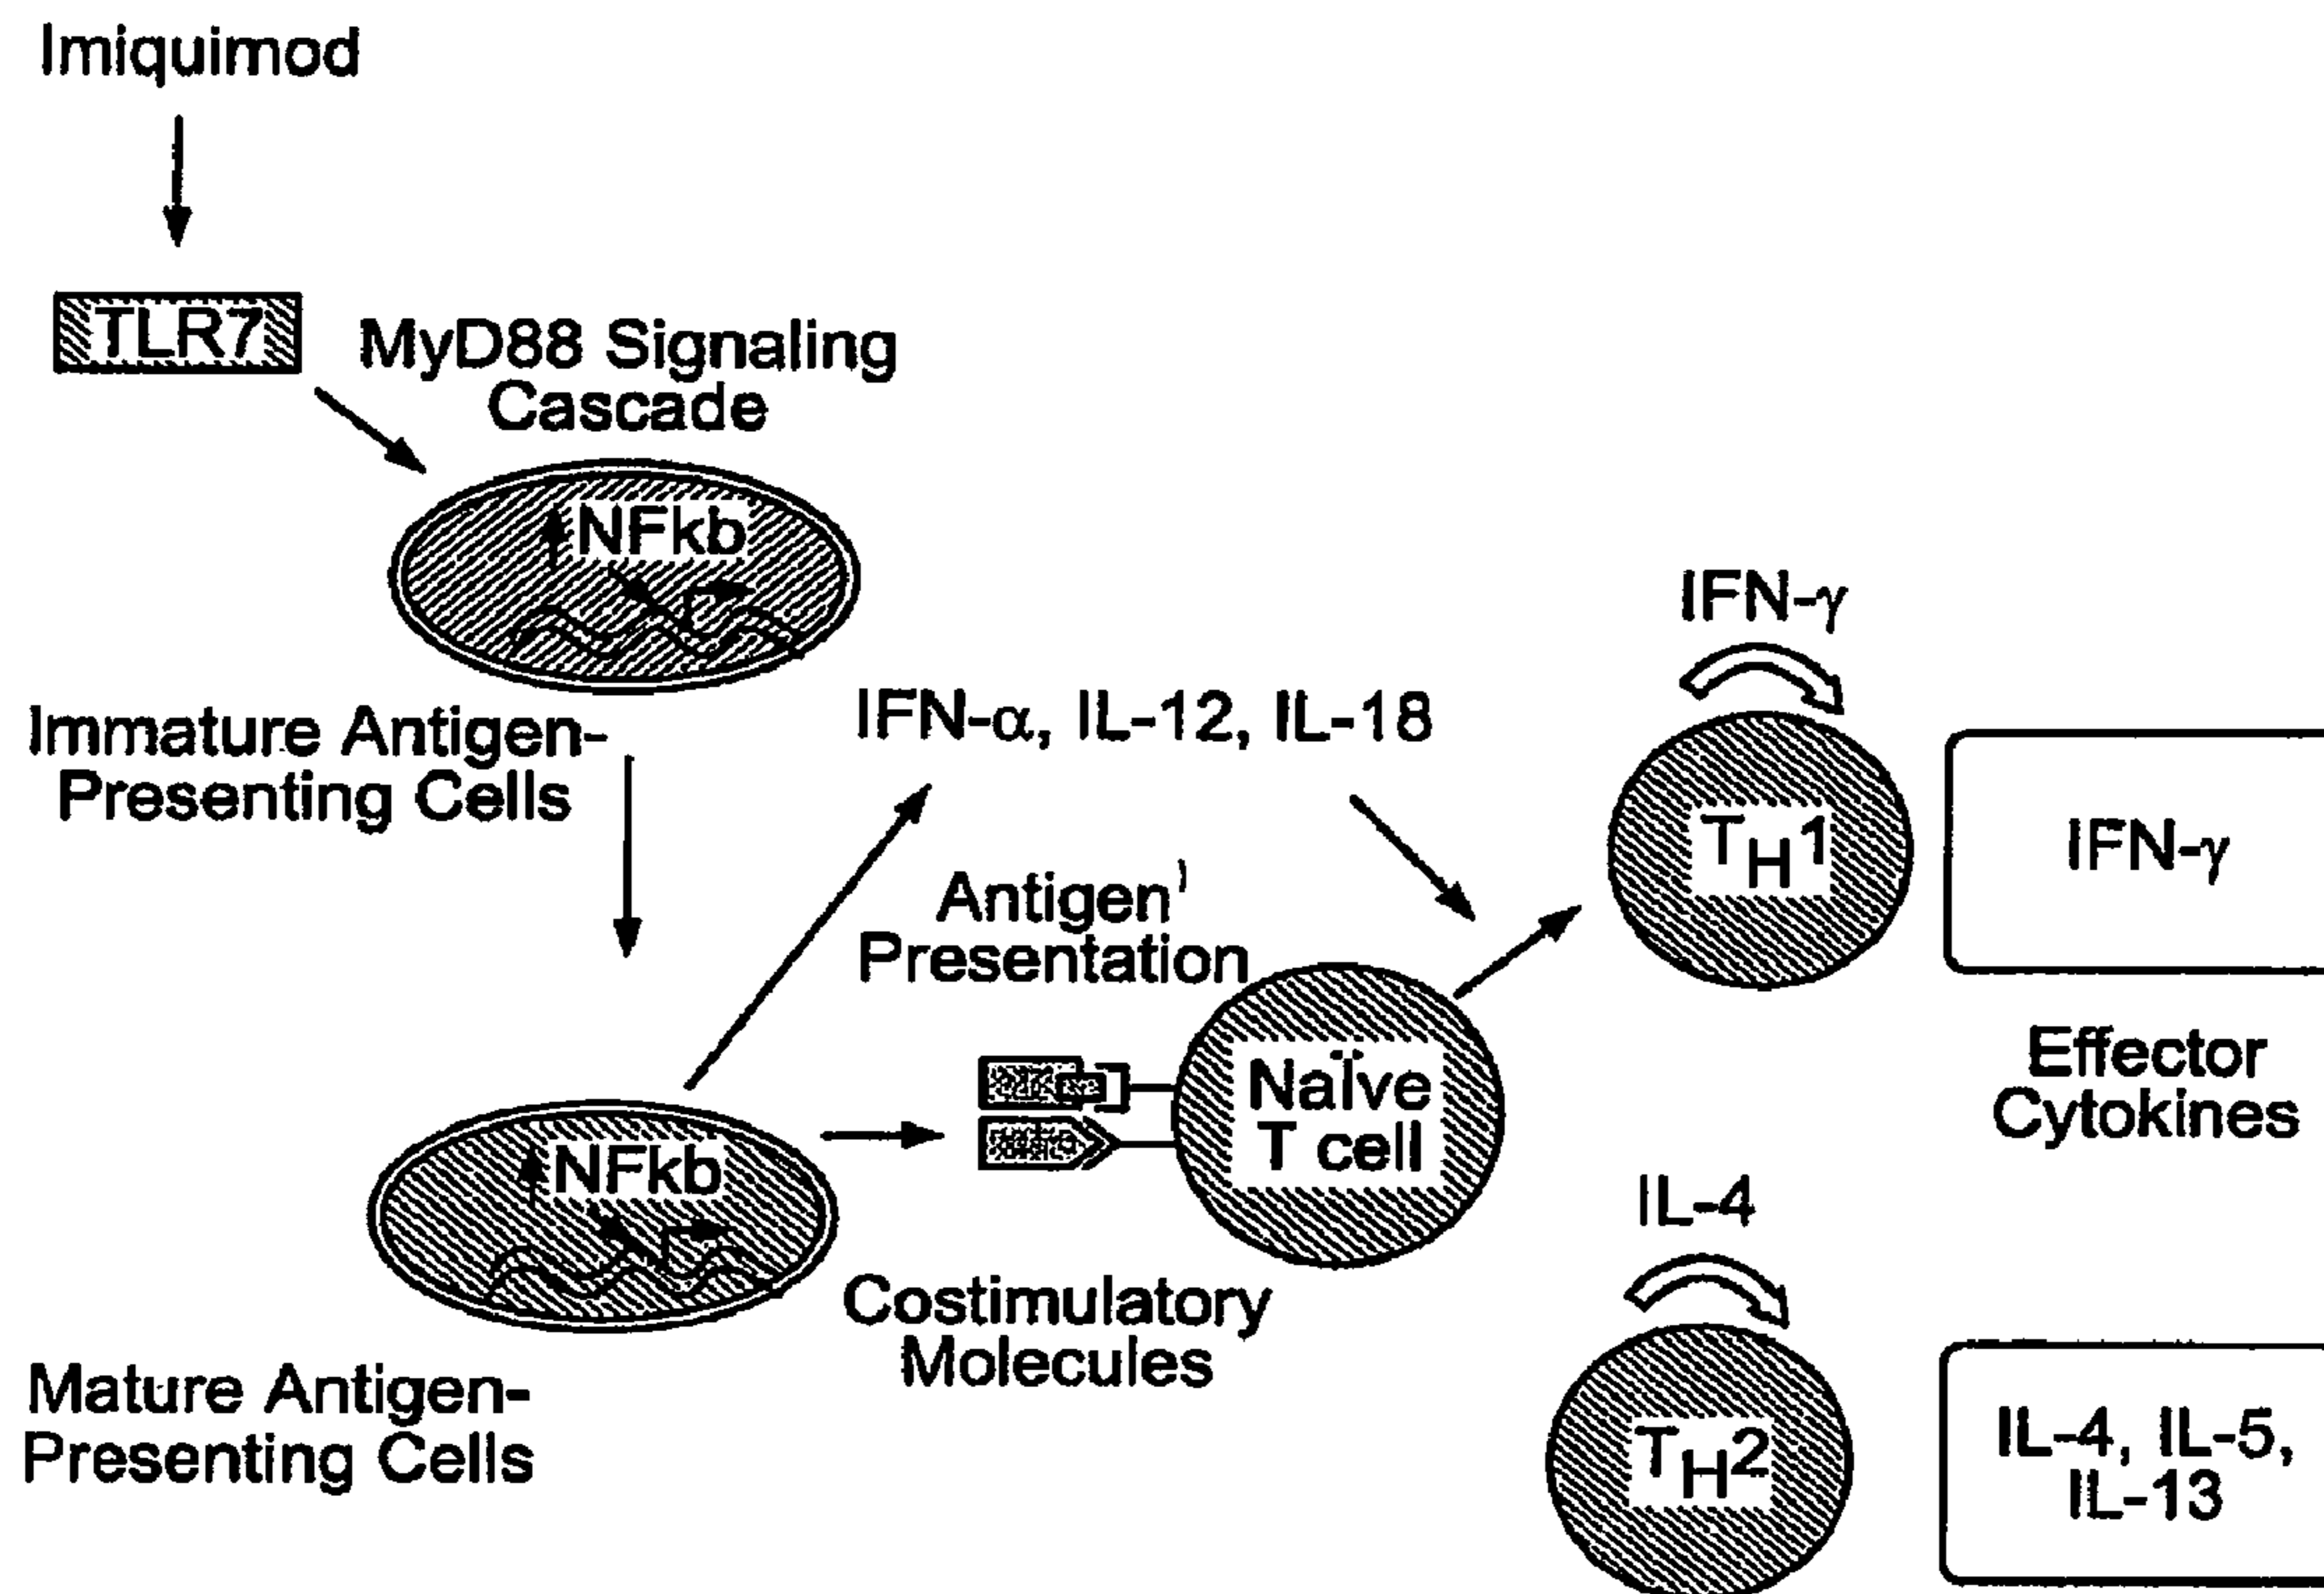 Imiquimod
TLR7
MyD88 Signaling
Cascade
NFkb
Immature Antigen-
Presenting Cells
IFN-α, IL-12, IL-18
IFN-γ
TH1
IFN-γ
Antigen
Presentation
Naïve
T cell
Effector
Cytokines
NFkb
Costimulatory
Molecules
Mature Antigen-
Presenting Cells
IL-4
TH2
IL-4, IL-5,
IL-13